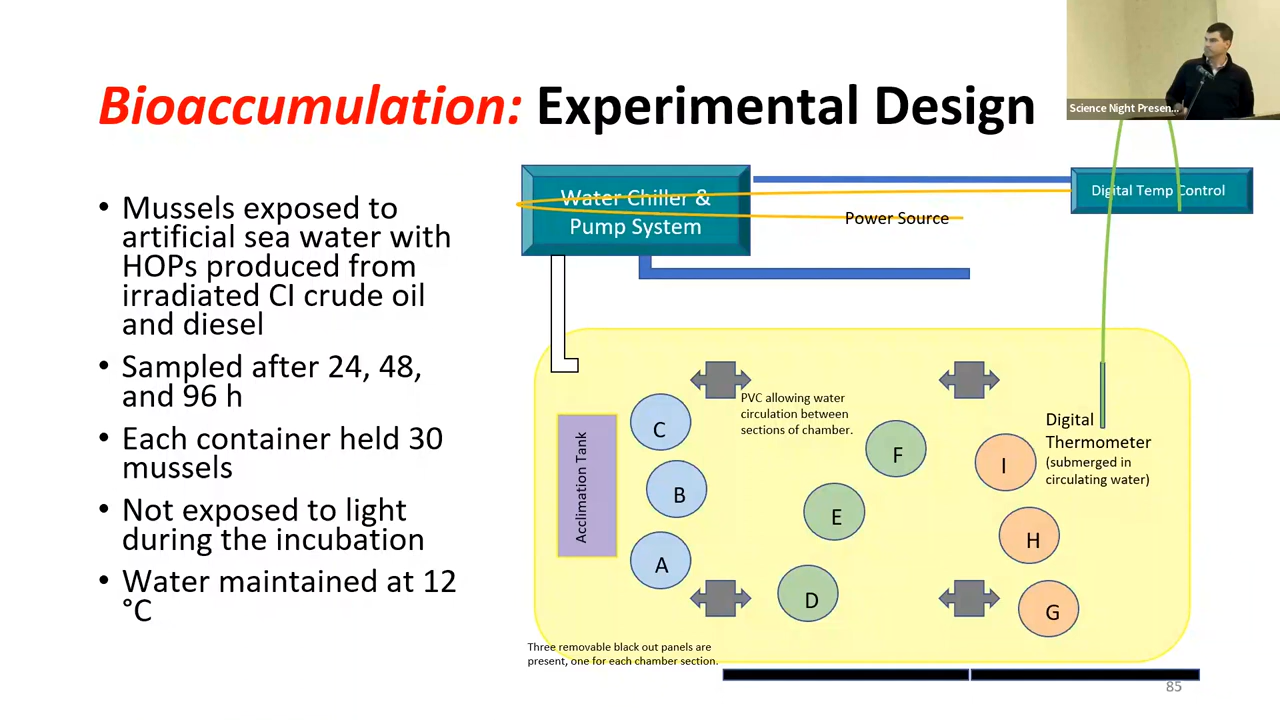 Bioaccumulation: Experimental Design
Science Night Presen...
• Mussels exposed to
artificial sea water with
HOPs produced from
irradiated CI crude oil
and diesel
• Sampled after 24, 48,
and 96 h
• Each container held 30
mussels
• Not exposed to light
during the incubation
• Water maintained at 12
°C
Water Chiller &
Pump System
Power Source
Digital Temp Control
Acclimation Tank
C
B
A
PVC allowing water
circulation between
sections of chamber.
F
E
D
I
H
G
Digital
Thermometer
(submerged in
circulating water)
Three removable black out panels are
present, one for each chamber section.
85